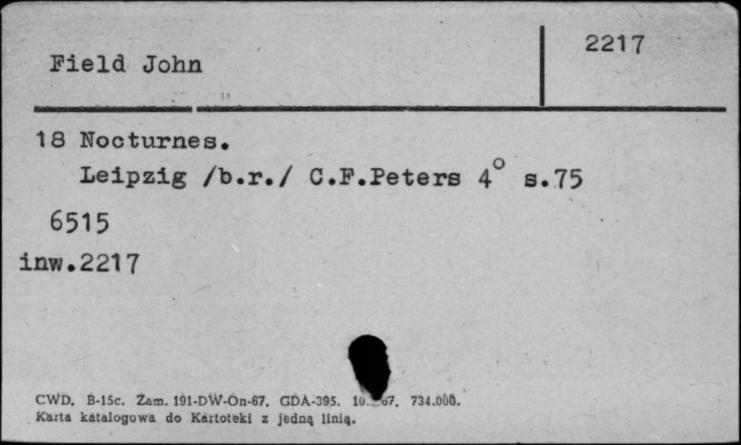 Field John
2217
18 Nocturnes.
Leipzig /b.r./ C.F.Peters 4° s.75
6515
inw.2217
CWD. B-15c. Zam. 191-DW-On-67. GDA-395. 67. 734.000.
Karta katalogowa do Kartoteki z jedną linią.